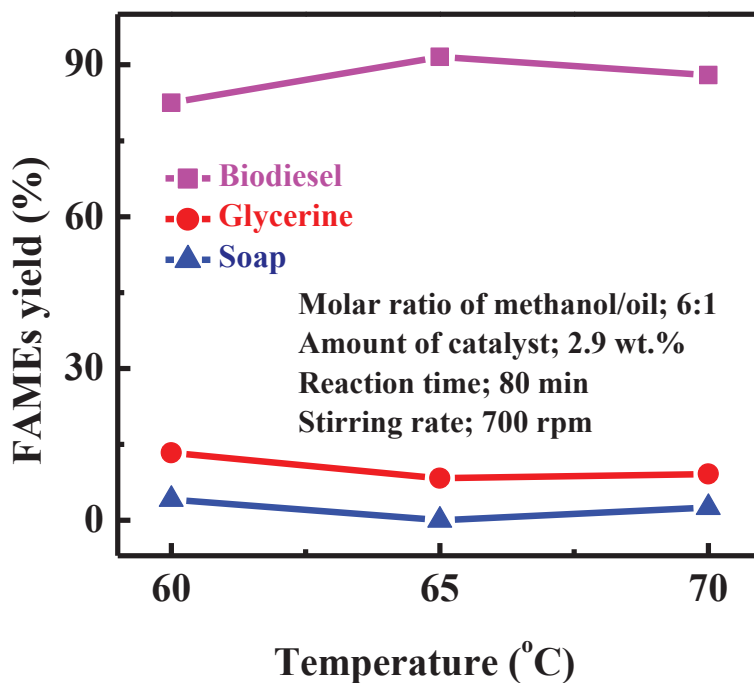 90
60
30
0
FAMEs yield (%)
Biodiesel
Glycerine
Soap
Molar ratio of methanol/oil; 6:1
Amount of catalyst; 2.9 wt.%
Reaction time; 80 min
Stirring rate; 700 rpm
60 65 70
Temperature (°C)